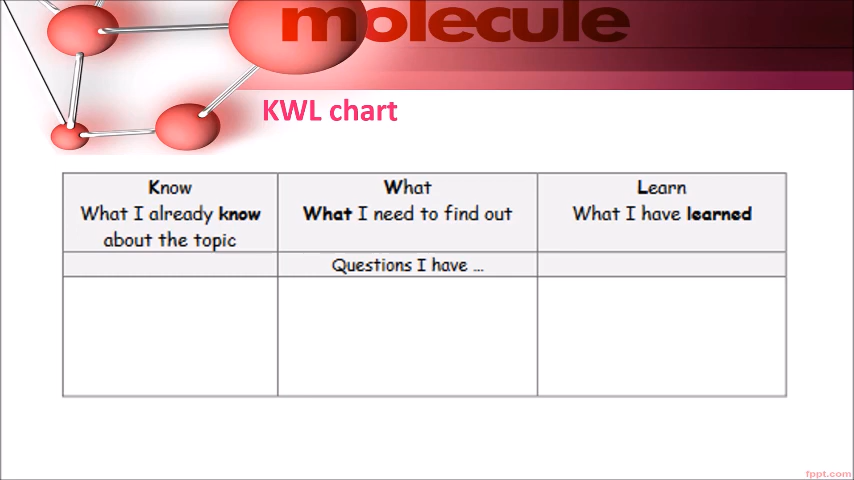 molecule
KWL chart
Know
What I already know
about the topic
What
What I need to find out
Learn
What I have learned
Questions I have ...
fppt.com